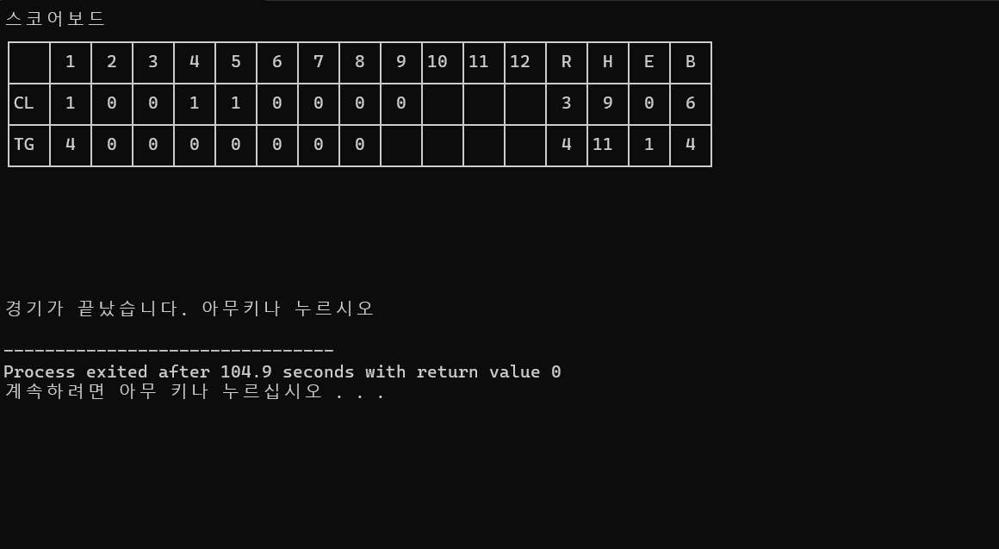 스코어보드
1 2 3 4 5 6 7 8 9 10 11 12 R H E B
CL 1 0 0 1 1 0 0 0 0 3 9 0 6
TG 4 0 0 0 0 0 0 0 4 11 1 4
경기가 끝났습니다. 아무키나 누르시오
--------------------------------
Process exited after 104.9 seconds with return value 0
계속하려면 아무 키나 누르십시오 . . .